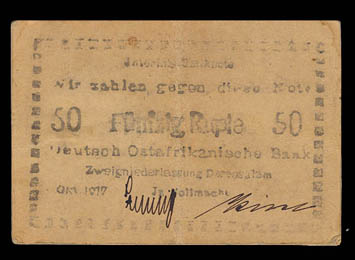 Interims-Banknote
Wir zahlen gegen diese Note
50 Fünfzig Rupie 50
Deutsch Ostafrikanische Bank
Zweigniederlassung Daressalam
Okt. 1917 In Vollmacht